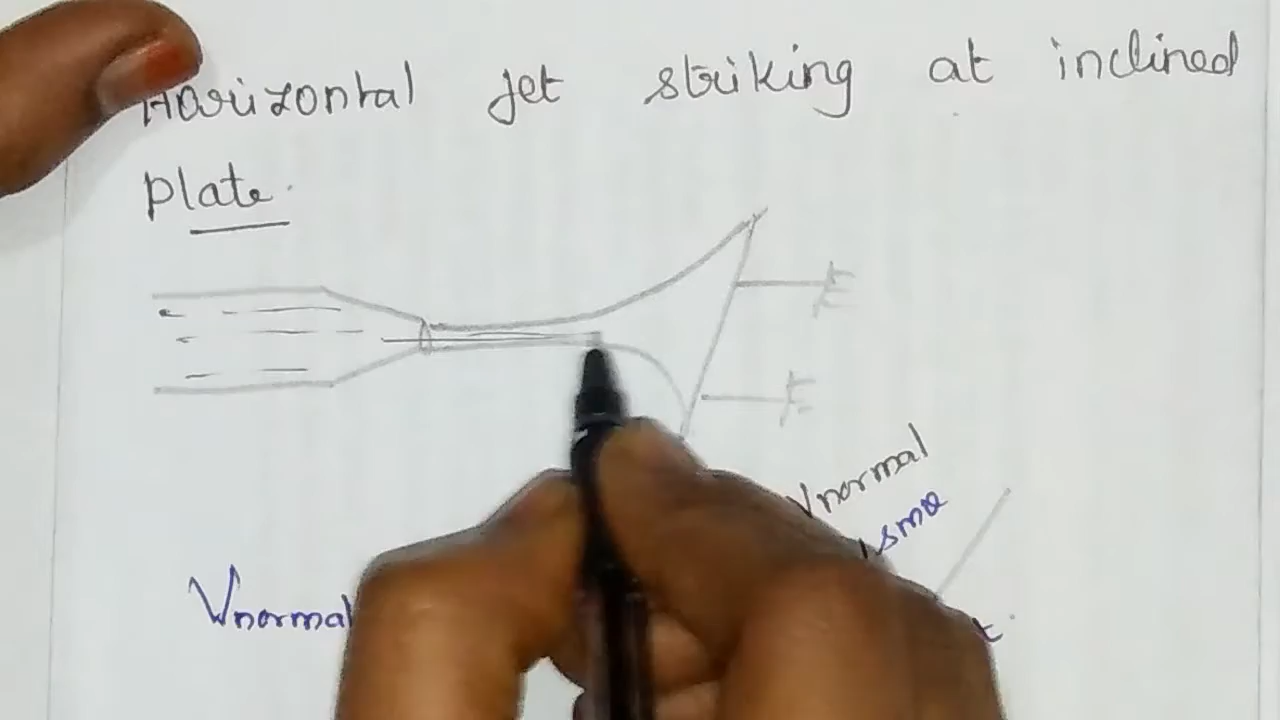 Horizontal Jet striking at inclined
plate.
Vnormal
sinθ
Vnormal
t.